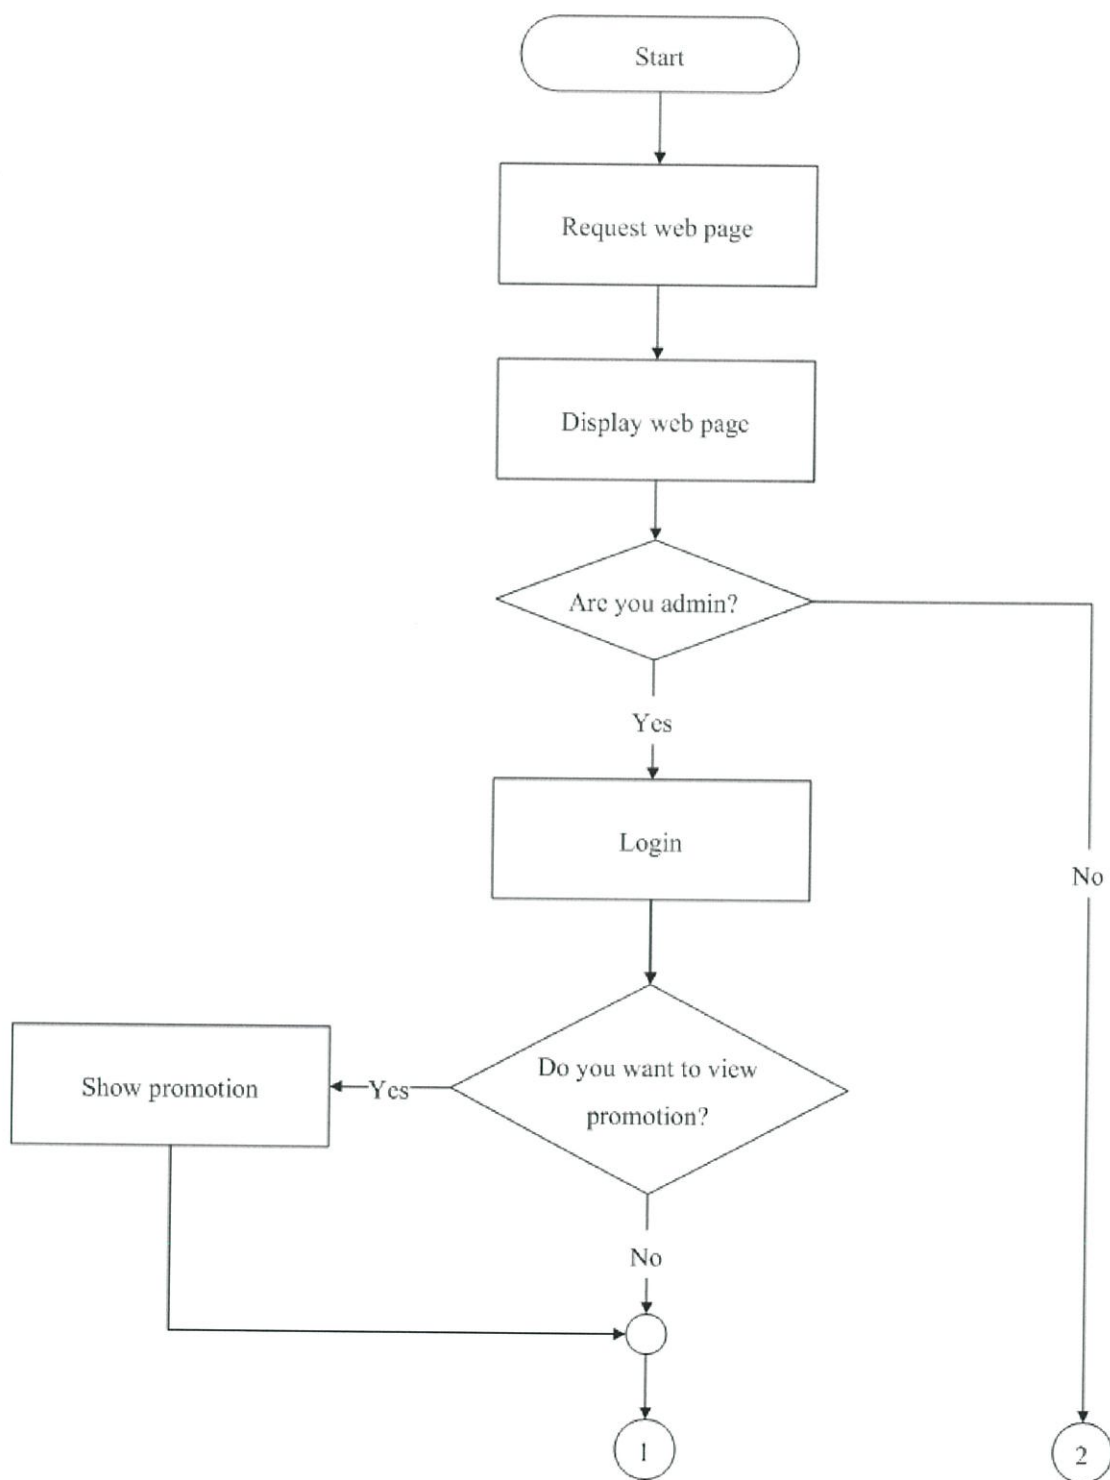 Start
Request web page
Display web page
Are you admin?
Yes
Login
No
Do you want to view
promotion?
Yes
Show promotion
No
1
2